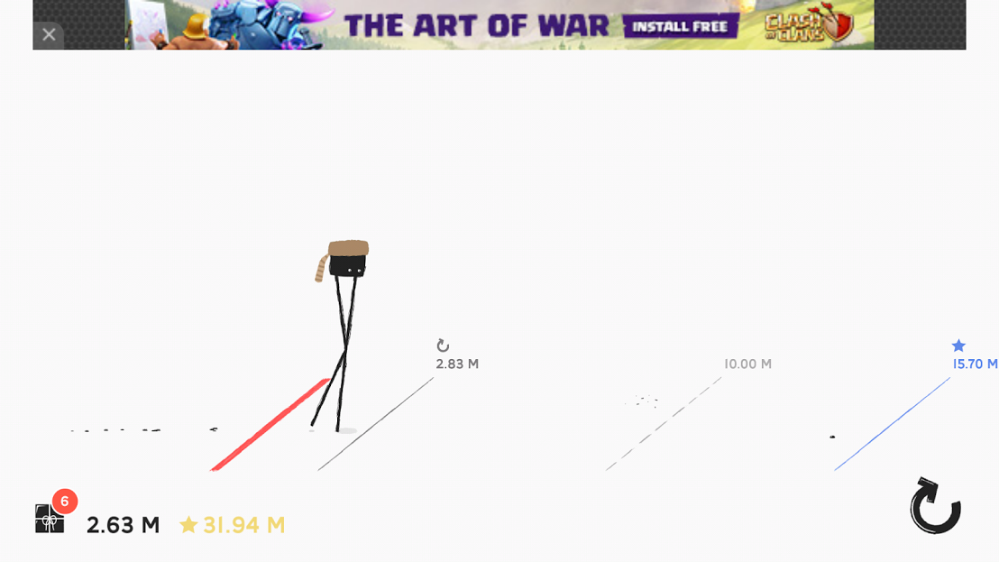 THE ART OF WAR
INSTALL FREE
CLASH OF CLANS
2.83 M
10.00 M
15.70 M
6
2.63 M
31.94 M